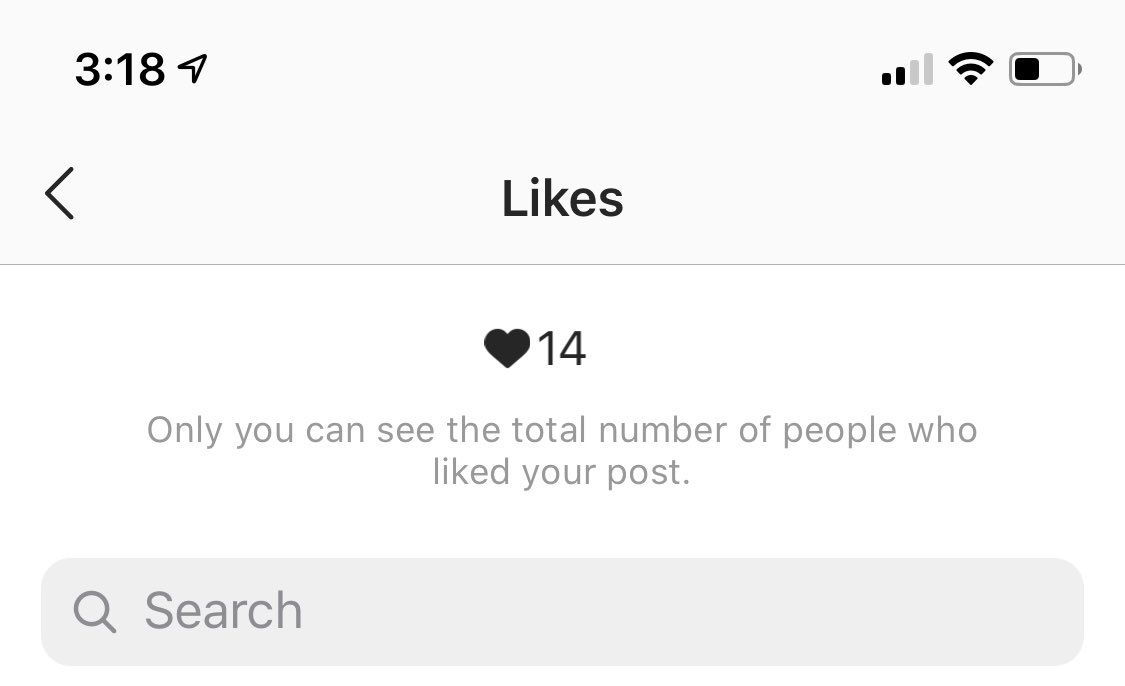 3:18
Likes
14
Only you can see the total number of people who
liked your post.
Search